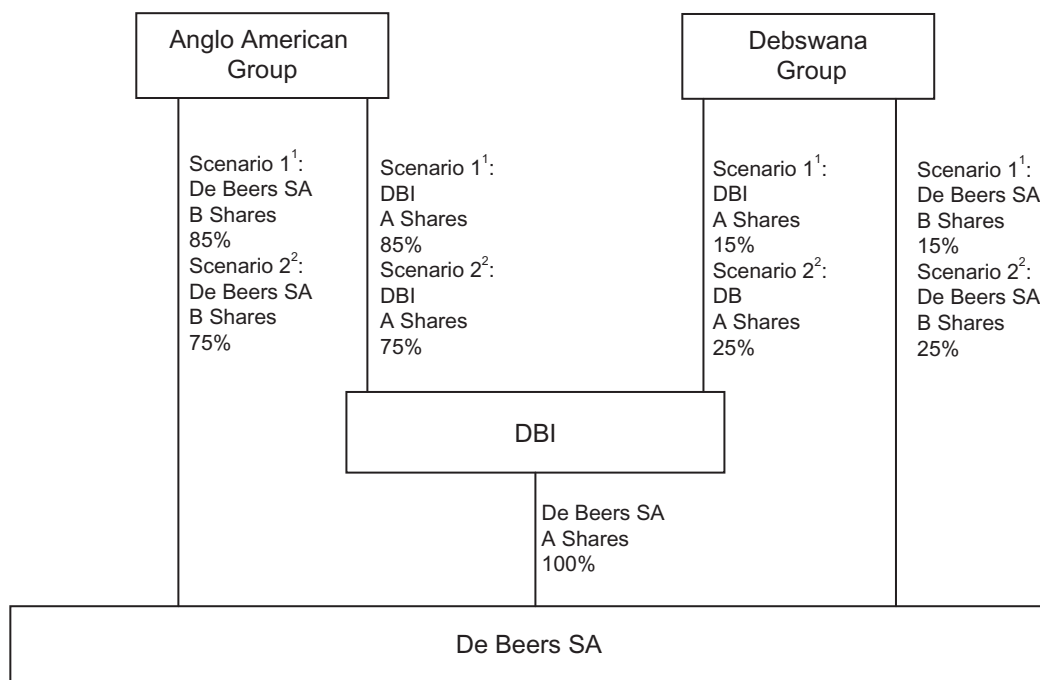 Anglo American
Group
Debswana
Group
Scenario 1¹:
De Beers SA
B Shares
85%
Scenario 2²:
De Beers SA
B Shares
75%
Scenario 1¹:
DBI
A Shares
85%
Scenario 2²:
DBI
A Shares
75%
Scenario 1¹:
DBI
A Shares
15%
Scenario 2²:
DB
A Shares
25%
Scenario 1¹:
De Beers SA
B Shares
15%
Scenario 2²:
De Beers SA
B Shares
25%
DBI
De Beers SA
A Shares
100%
De Beers SA